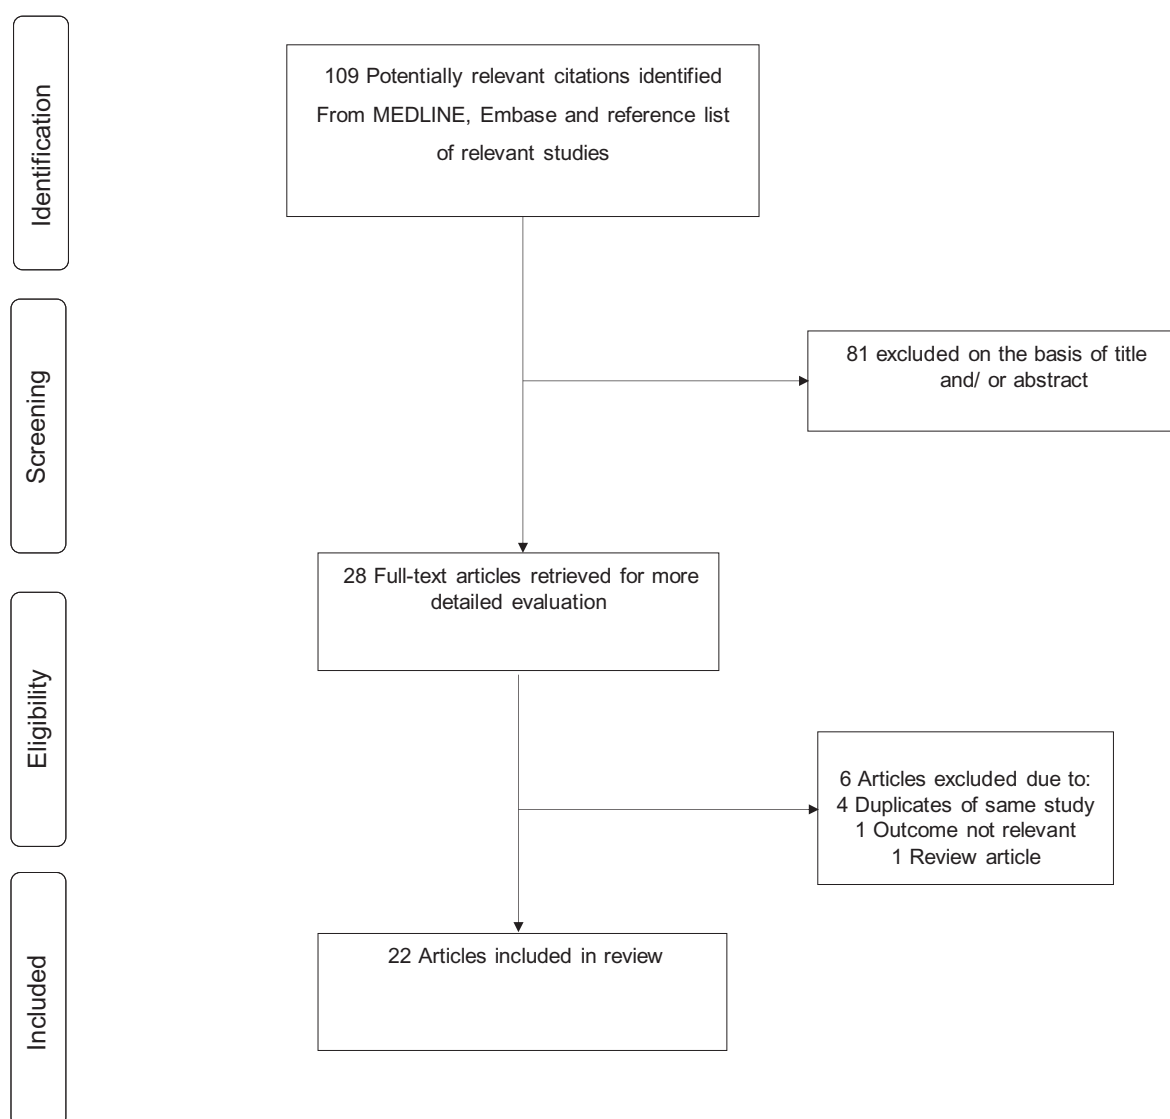 Identification
109 Potentially relevant citations identified
From MEDLINE, Embase and reference list
of relevant studies
Screening
81 excluded on the basis of title
and/ or abstract
28 Full-text articles retrieved for more
detailed evaluation
Eligibility
6 Articles excluded due to:
4 Duplicates of same study
1 Outcome not relevant
1 Review article
Included
22 Articles included in review